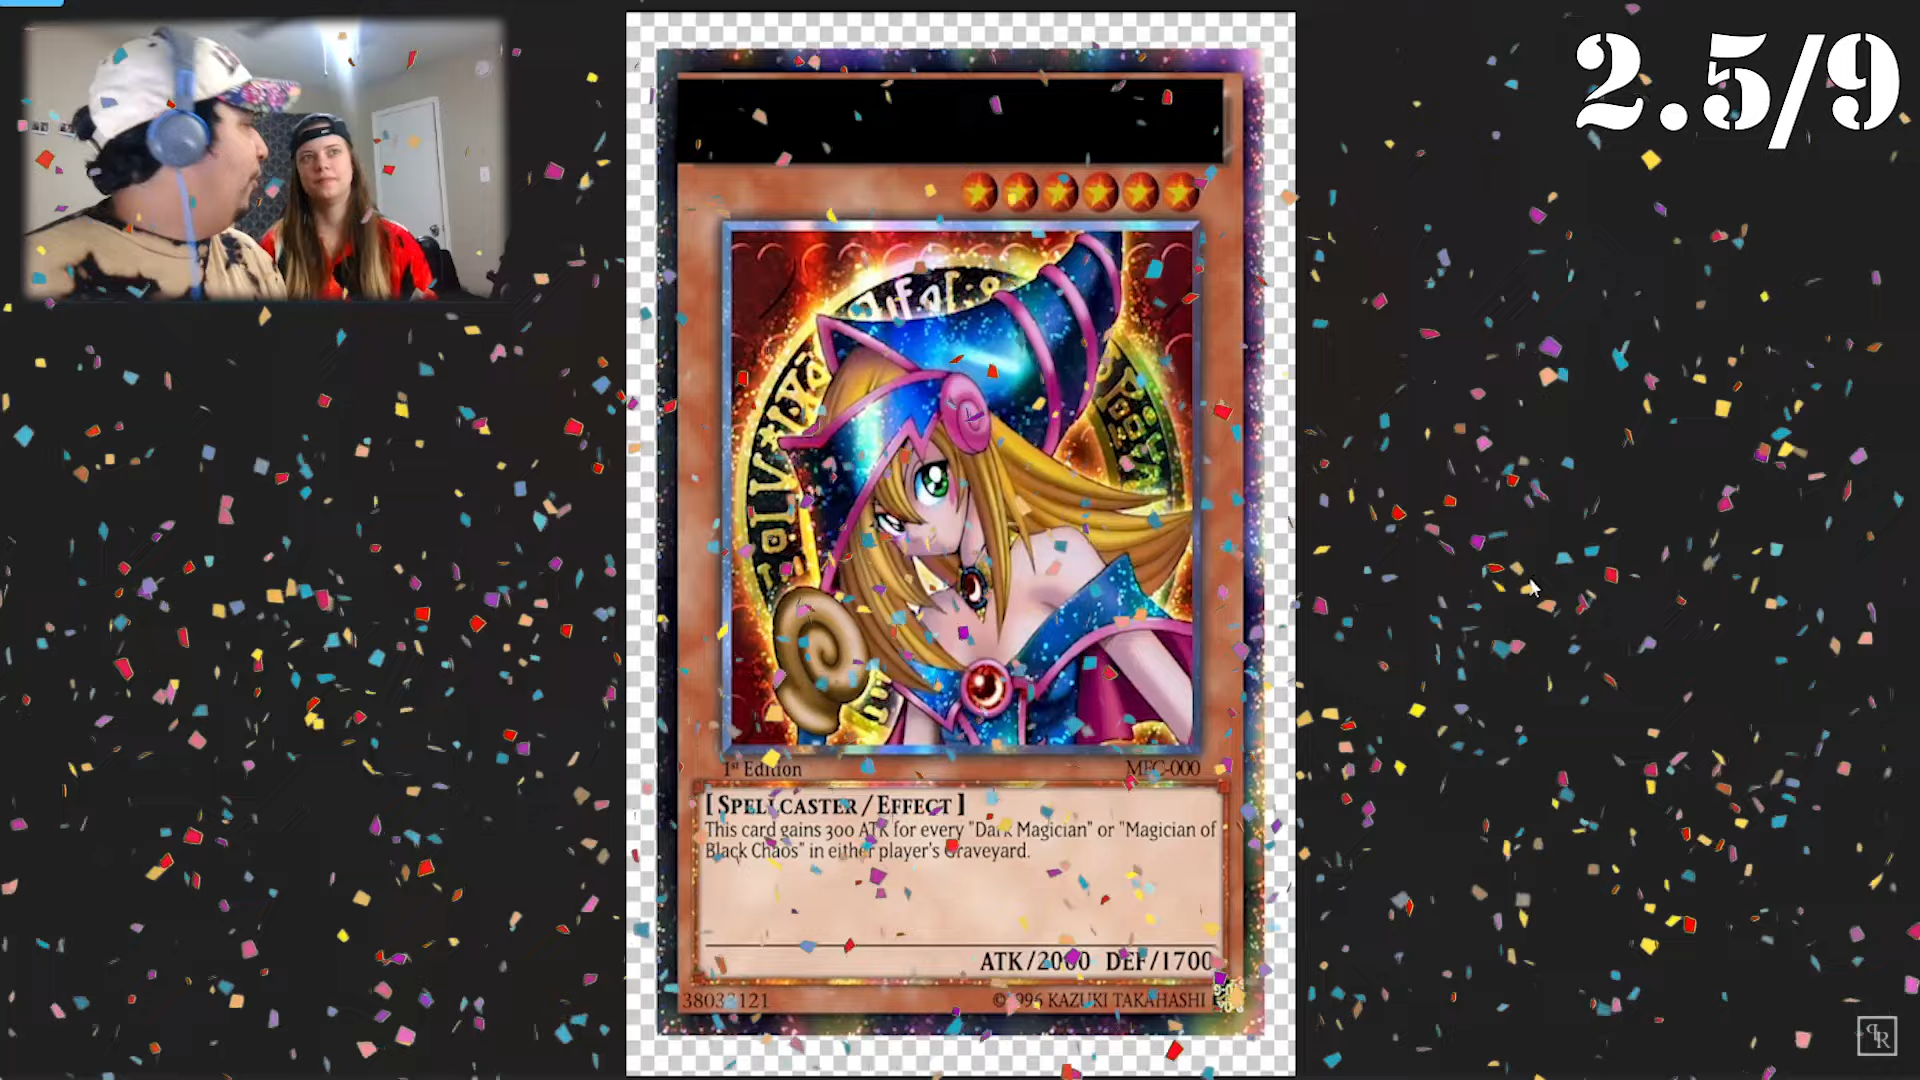 2.5/9
1st Edition
MFC-000
[SPELLCASTER/EFFECT]
This card gains 300 ATK for every "Dark Magician" or "Magician of
Black Chaos" in either player's Graveyard.
ATK/2000 DEF/1700
38033121
©1996 KAZUKI TAKAHASHI